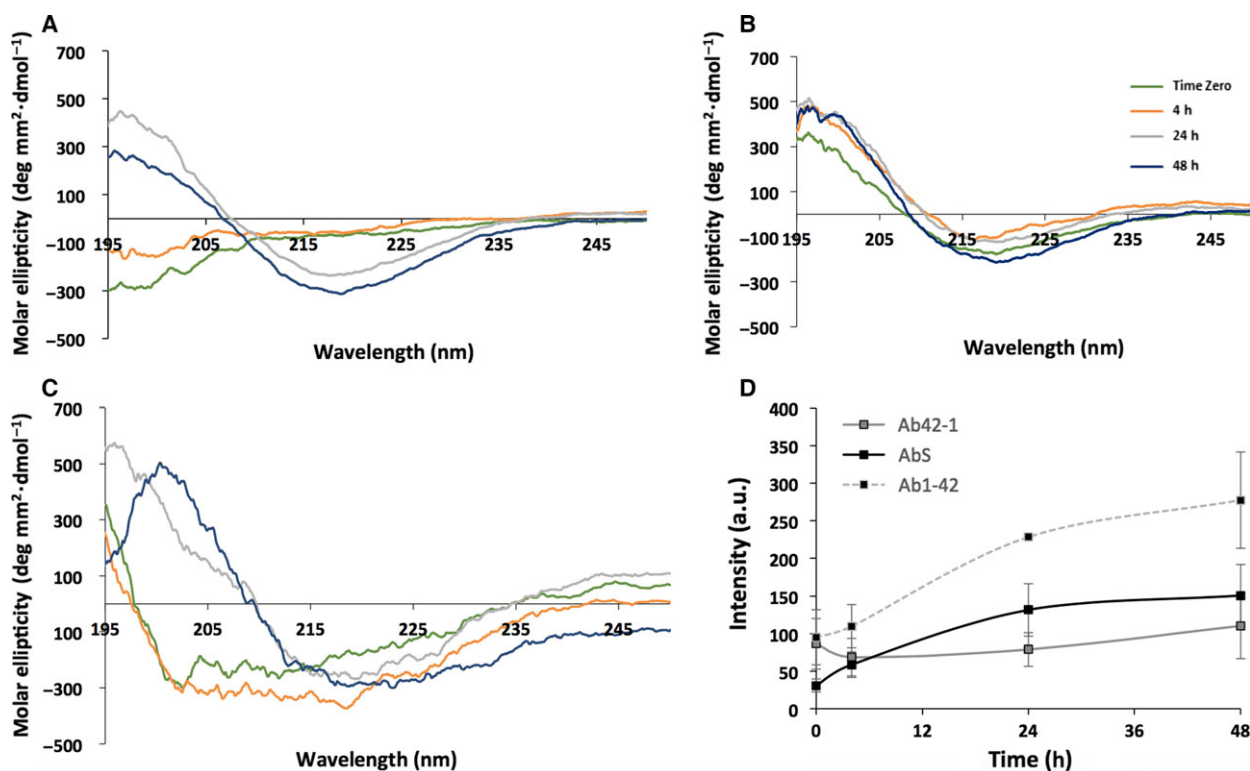 A
Molar ellipticity (deg mm²·dmol⁻¹)
700
500
300
100
−100
−300
−500
195
205
215
225
235
245
Wavelength (nm)
B
Molar ellipticity (deg mm²·dmol⁻¹)
700
500
300
100
−100
−300
−500
195
205
215
225
235
245
Wavelength (nm)
Time Zero
4 h
24 h
48 h
C
Molar ellipticity (deg mm²·dmol⁻¹)
700
500
300
100
100
−300
−500
195
205
215
225
235
245
Wavelength (nm)
D
Intensity (a.u.)
400
350
300
250
200
150
100
50
0
0
12
24
36
48
Time (h)
Ab42-1
AbS
Ab1-42